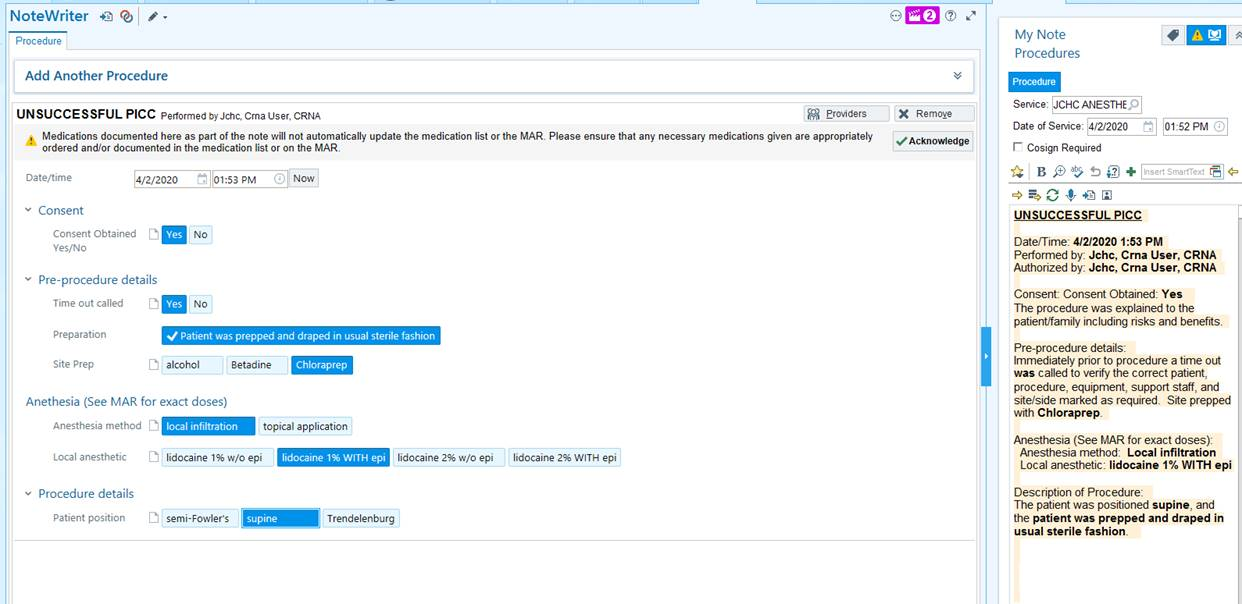 NoteWriter
2
Procedure
Add Another Procedure
UNSUCCESSFUL PICC Performed by Jchc, Crna User, CRNA
Providers
Remove
Medications documented here as part of the note will not automatically update the medication list or the MAR. Please ensure that any necessary medications given are appropriately
ordered and/or documented in the medication list or on the MAR.
Acknowledge
Date/time 4/2/2020 01:53 PM Now
Consent
Consent Obtained Yes No
Yes/No
Pre-procedure details
Time out called Yes No
Preparation Patient was prepped and draped in usual sterile fashion
Site Prep alcohol Betadine Chloraprep
Anethesia (See MAR for exact doses)
Anesthesia method local infiltration topical application
Local anesthetic lidocaine 1% w/o epi lidocaine 1% WITH epi lidocaine 2% w/o epi lidocaine 2% WITH epi
Procedure details
Patient position semi-Fowler's supine Trendelenburg
My Note
Procedures
Procedure
Service: JCHC ANESTHE
Date of Service: 4/2/2020 01:52 PM
Cosign Required
B abc Insert SmartText
UNSUCCESSFUL PICC
Date/Time: 4/2/2020 1:53 PM
Performed by: Jchc, Crna User, CRNA
Authorized by: Jchc, Crna User, CRNA
Consent: Consent Obtained: Yes
The procedure was explained to the
patient/family including risks and benefits.
Pre-procedure details:
Immediately prior to procedure a time out
was called to verify the correct patient,
procedure, equipment, support staff, and
site/side marked as required. Site prepped
with Chloraprep.
Anesthesia (See MAR for exact doses):
Anesthesia method: Local infiltration
Local anesthetic: lidocaine 1% WITH epi
Description of Procedure:
The patient was positioned supine, and
the patient was prepped and draped in
usual sterile fashion.